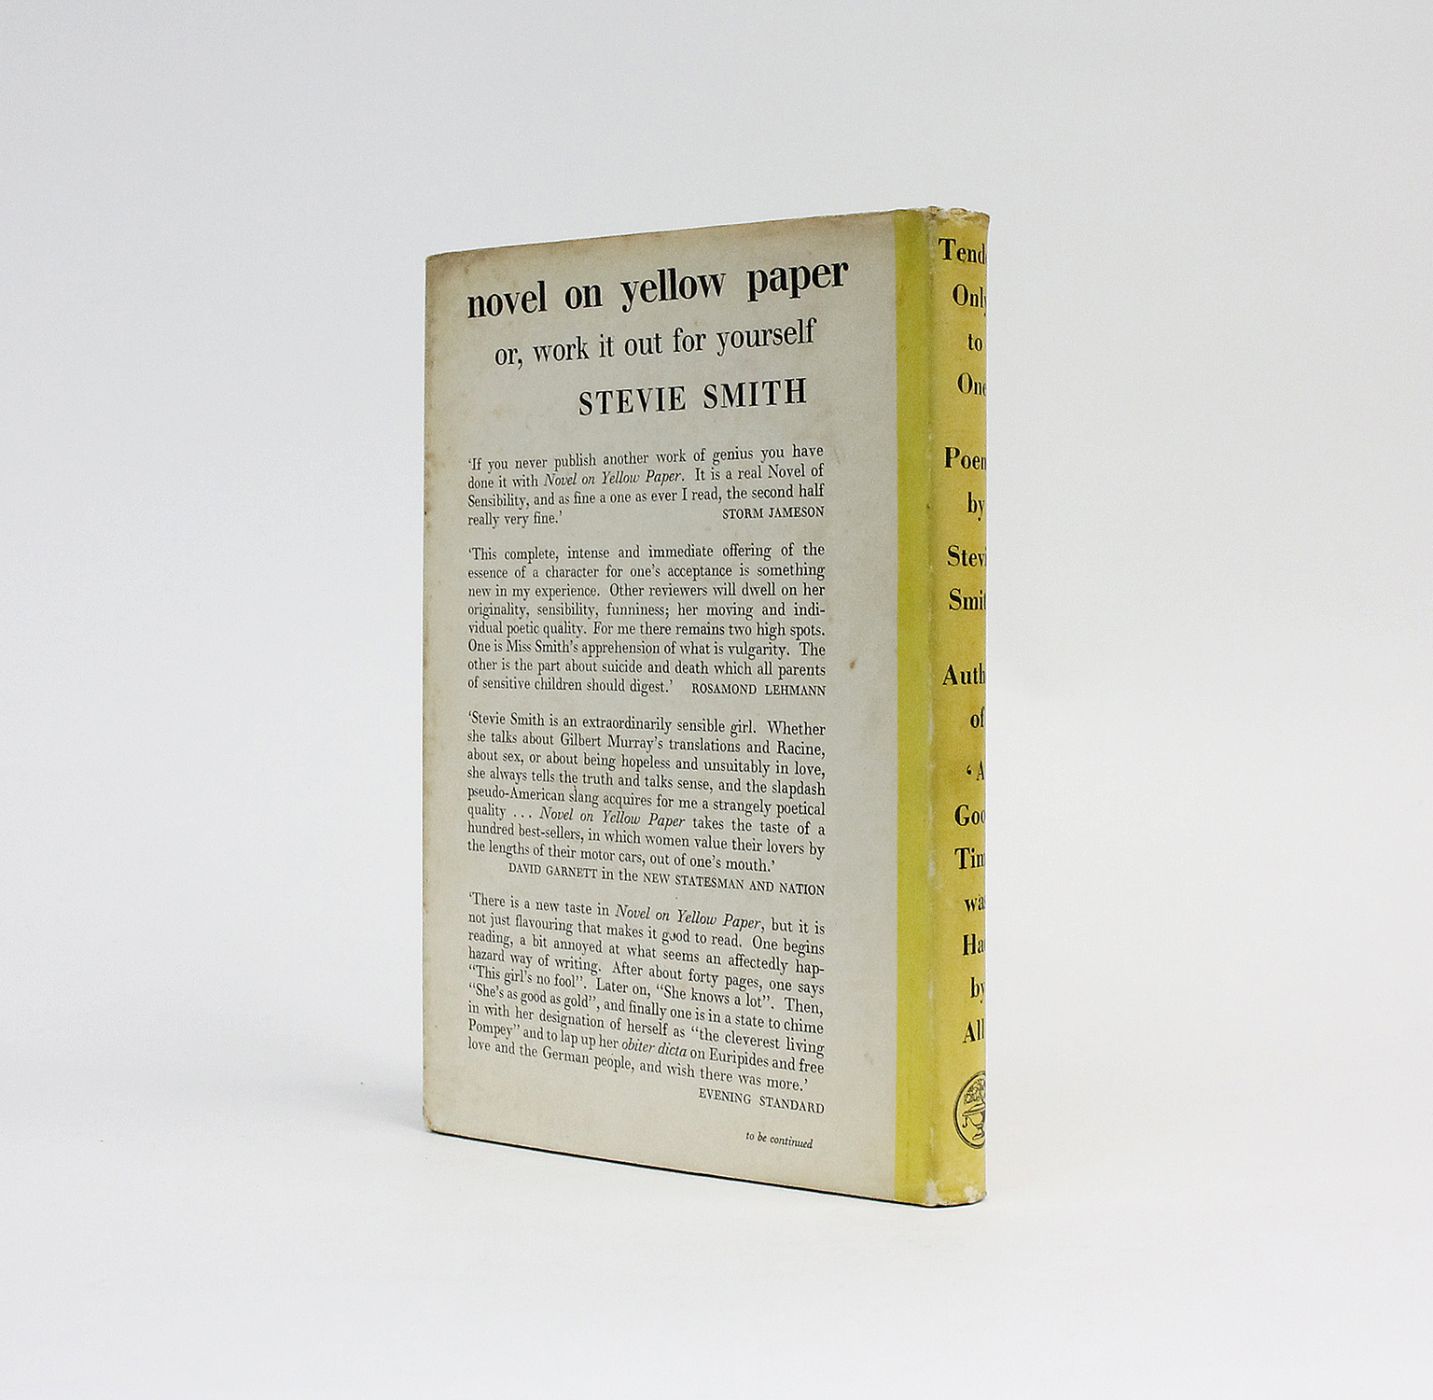 novel on yellow paper
or, work it out for yourself
STEVIE SMITH
‘If you never publish another work of genius you have
done it with Novel on Yellow Paper. It is a real Novel of
Sensibility, and as fine a one as ever I read, the second half
really very fine.’ STORM JAMESON
‘This complete, intense and immediate offering of the
essence of a character for one’s acceptance is something
new in my experience. Other reviewers will dwell on her
originality, sensibility, funniness; her moving and indi-
vidual poetic quality. For me there remains two high spots.
One is Miss Smith’s apprehension of what is vulgarity. The
other is the part about suicide and death which all parents
of sensitive children should digest.’ ROSAMOND LEHMANN
‘Stevie Smith is an extraordinarily sensible girl. Whether
she talks about Gilbert Murray’s translations and Racine,
about sex, or about being hopeless and unsuitably in love,
she always tells the truth and talks sense, and the slapdash
pseudo-American slang acquires for me a strangely poetical
quality . . . Novel on Yellow Paper takes the taste of a
hundred best-sellers, in which women value their lovers by
the lengths of their motor cars, out of one’s mouth.’
DAVID GARNETT in the NEW STATESMAN AND NATION
‘There is a new taste in Novel on Yellow Paper, but it is
not just flavouring that makes it good to read. One begins
reading, a bit annoyed at what seems an affectedly hap-
hazard way of writing. After about forty pages, one says
“This girl’s no fool”. Later on, “She knows a lot”. Then,
“She’s as good as gold”, and finally one is in a state to chime
in with her designation of herself as “the cleverest living
Pompey” and to lap up her obiter dicta on Euripides and free
love and the German people, and wish there was more.’
EVENING STANDARD
to be continued
Tende
Only
to
One
Poem
by
Stevi
Smit
Auth
of
‘A
Goo
Tim
was
Ha
by
All